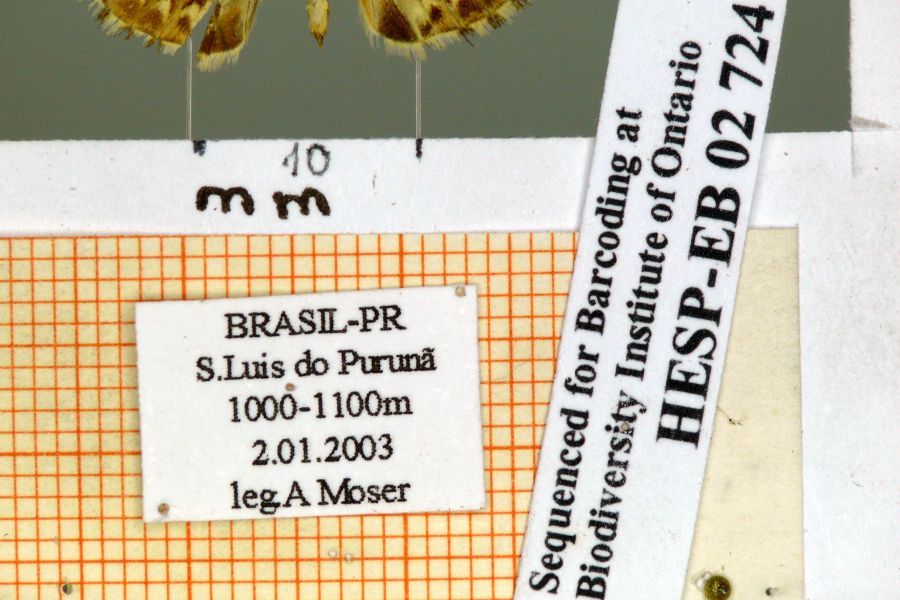 10
mm
BRASIL-PR
S.Luis do Purunã
1000-1100m
2.01.2003
leg.A Moser
Sequenced for Barcoding at
Biodiversity Institute of Ontario
HESP-EB 02 724